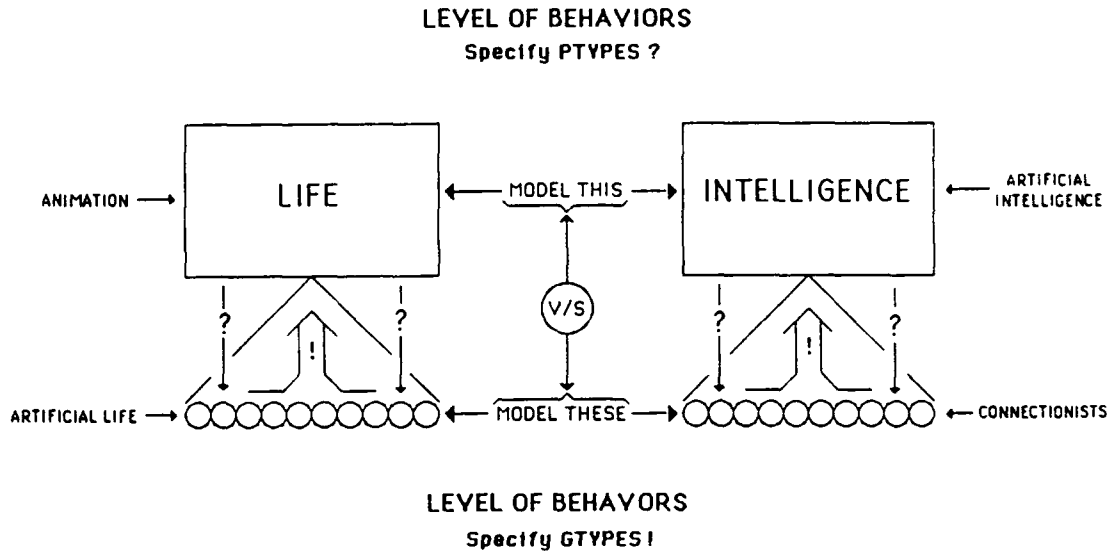 LEVEL OF BEHAVIORS
Specify PTYPES ?
ANIMATION
LIFE
MODEL THIS
INTELLIGENCE
ARTIFICIAL
INTELLIGENCE
?
?
V/S
?
?
!
!
ARTIFICIAL LIFE
MODEL THESE
CONNECTIONISTS
LEVEL OF BEHAVORS
Specify GTYPES !